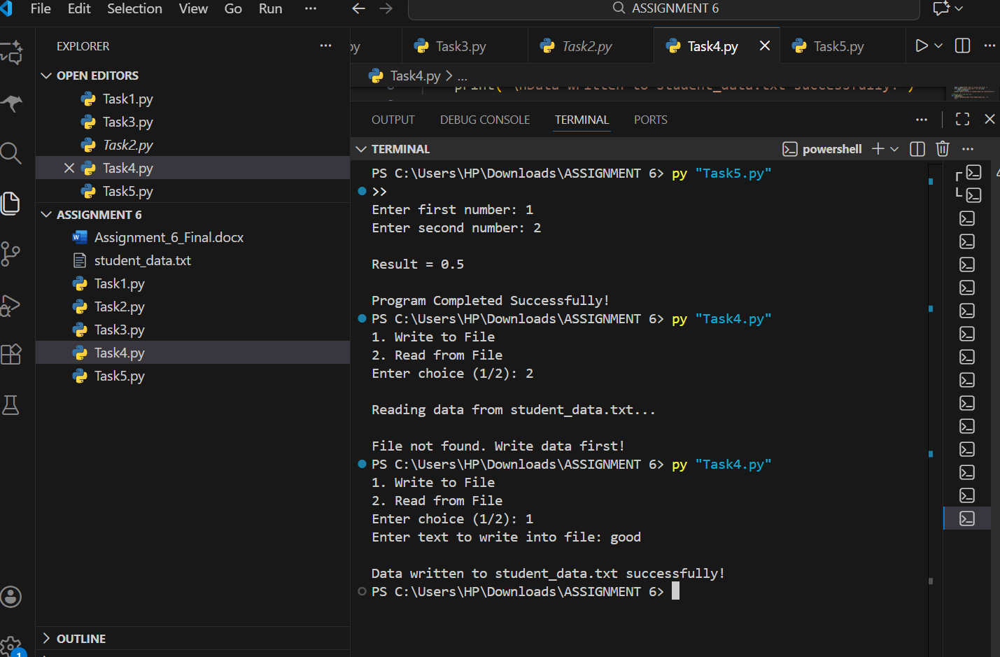 File Edit Selection View Go Run ··· ASSIGNMENT 6
EXPLORER ···
OPEN EDITORS
Task1.py
Task3.py
Task2.py
Task4.py
Task5.py
ASSIGNMENT 6
Assignment_6_Final.docx
student_data.txt
Task1.py
Task2.py
Task3.py
Task4.py
Task5.py
OUTLINE
1
py Task3.py Task2.py Task4.py Task5.py ···
Task4.py > ...
print("\nData written to student_data.txt successfully!")
OUTPUT DEBUG CONSOLE TERMINAL PORTS ···
TERMINAL powershell ···
PS C:\Users\HP\Downloads\ASSIGNMENT 6> py "Task5.py"
>>
Enter first number: 1
Enter second number: 2
Result = 0.5
Program Completed Successfully!
PS C:\Users\HP\Downloads\ASSIGNMENT 6> py "Task4.py"
1. Write to File
2. Read from File
Enter choice (1/2): 2
Reading data from student_data.txt...
File not found. Write data first!
PS C:\Users\HP\Downloads\ASSIGNMENT 6> py "Task4.py"
1. Write to File
2. Read from File
Enter choice (1/2): 1
Enter text to write into file: good
Data written to student_data.txt successfully!
PS C:\Users\HP\Downloads\ASSIGNMENT 6>